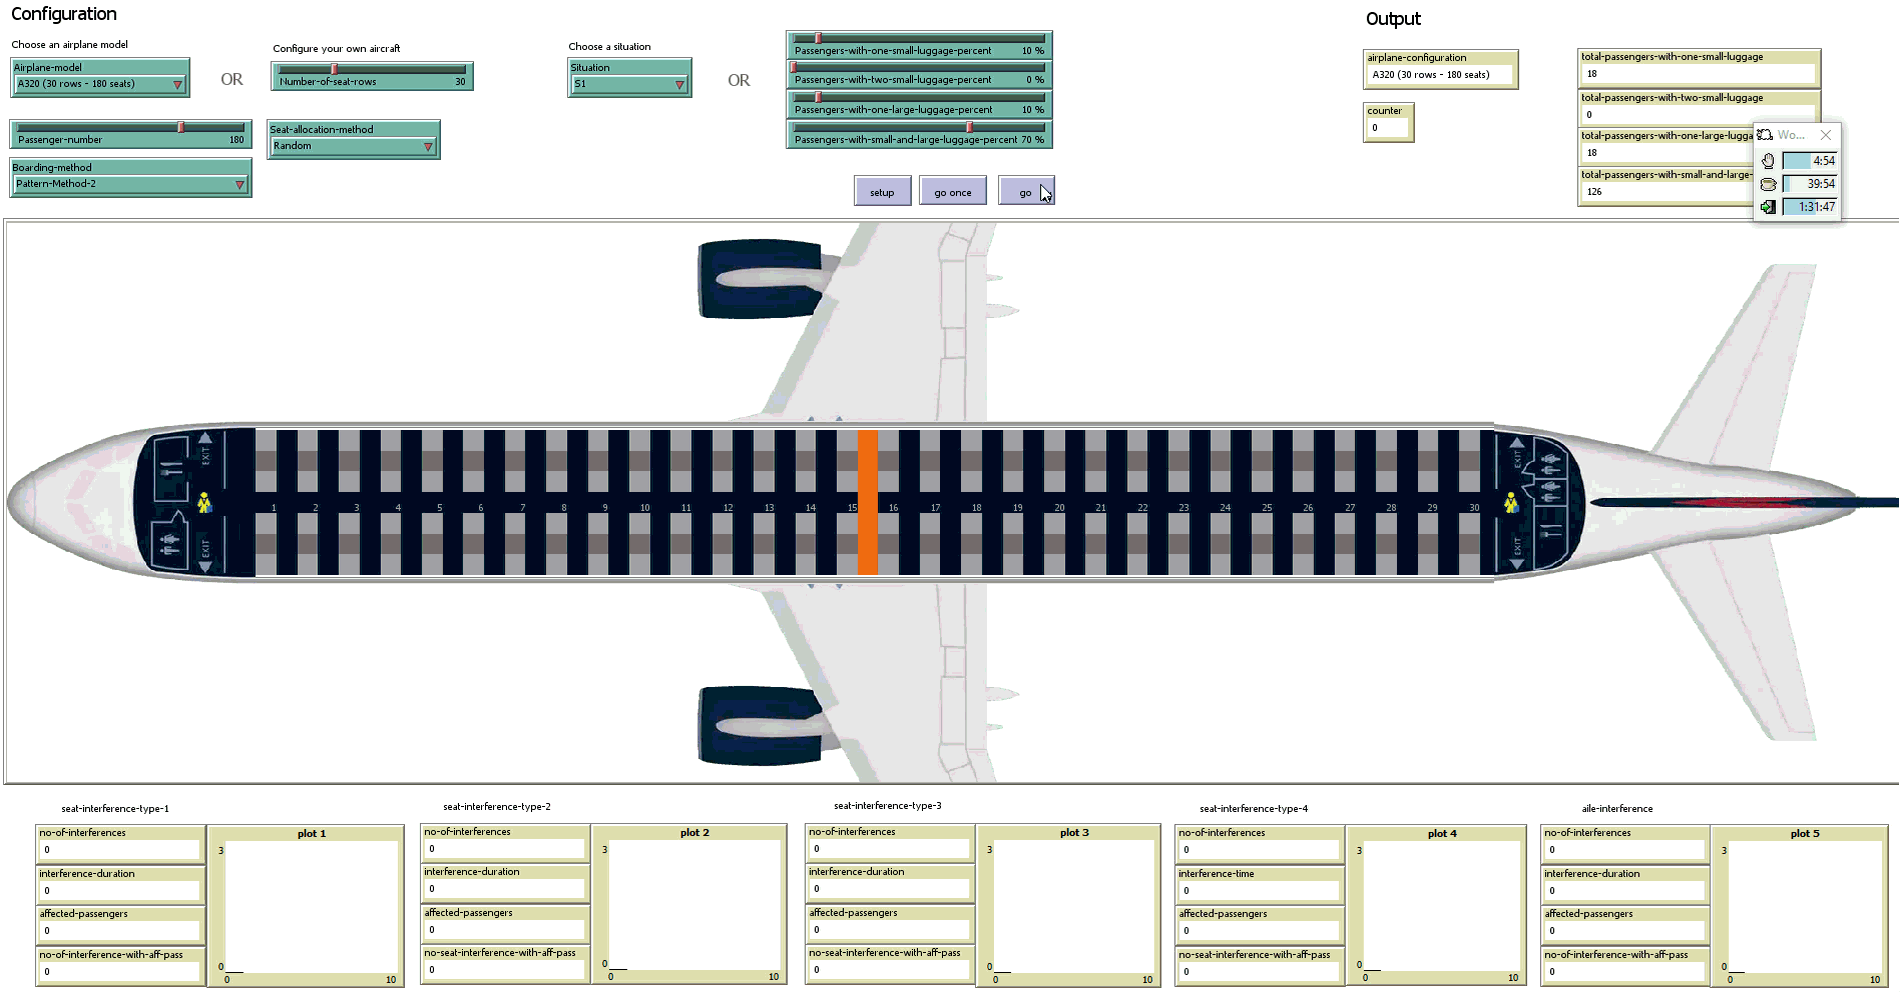 Configuration
Choose an airplane model
Airplane-model
A320 (30 rows - 180 seats)
OR
Configure your own aircraft
Number-of-seat-rows 30
Passenger-number 180
Seat-allocation-method
Random
Boarding-method
Pattern-Method-2
Choose a situation
Situation
S1
OR
Passengers-with-one-small-luggage-percent 10 %
Passengers-with-two-small-luggage-percent 0 %
Passengers-with-one-large-luggage-percent 10 %
Passengers-with-small-and-large-luggage-percent 70 %
setup
go once
go
Output
airplane-configuration
A320 (30 rows - 180 seats)
counter
0
total-passengers-with-one-small-luggage
18
total-passengers-with-two-small-luggage
0
total-passengers-with-one-large-lugga
18
total-passengers-with-small-and-large-
126
Wo...
4:54
39:54
1:31:47
EXIT
EXIT
1 2 3 4 5 6 7 8 9 10 11 12 13 14 15 16 17 18 19 20 21 22 23 24 25 26 27 28 29 30
EXIT
EXIT
seat-interference-type-1
no-of-interferences
0
interference-duration
0
affected-passengers
0
no-of-interference-with-aff-pass
0
plot 1
3
0
0 10
seat-interference-type-2
no-of-interferences
0
interference-duration
0
affected-passengers
0
no-seat-interference-with-aff-pass
0
plot 2
3
0
0 10
seat-interference-type-3
no-of-interferences
0
interference-duration
0
affected-passengers
0
no-seat-interference-with-aff-pass
0
plot 3
3
0
0 10
seat-interference-type-4
no-of-interferences
0
interference-time
0
affected-passengers
0
no-seat-interference-with-aff-pass
0
plot 4
3
0
0 10
aile-interference
no-of-interferences
0
interference-duration
0
affected-passengers
0
no-of-interference-with-aff-pass
0
plot 5
3
0
0 10